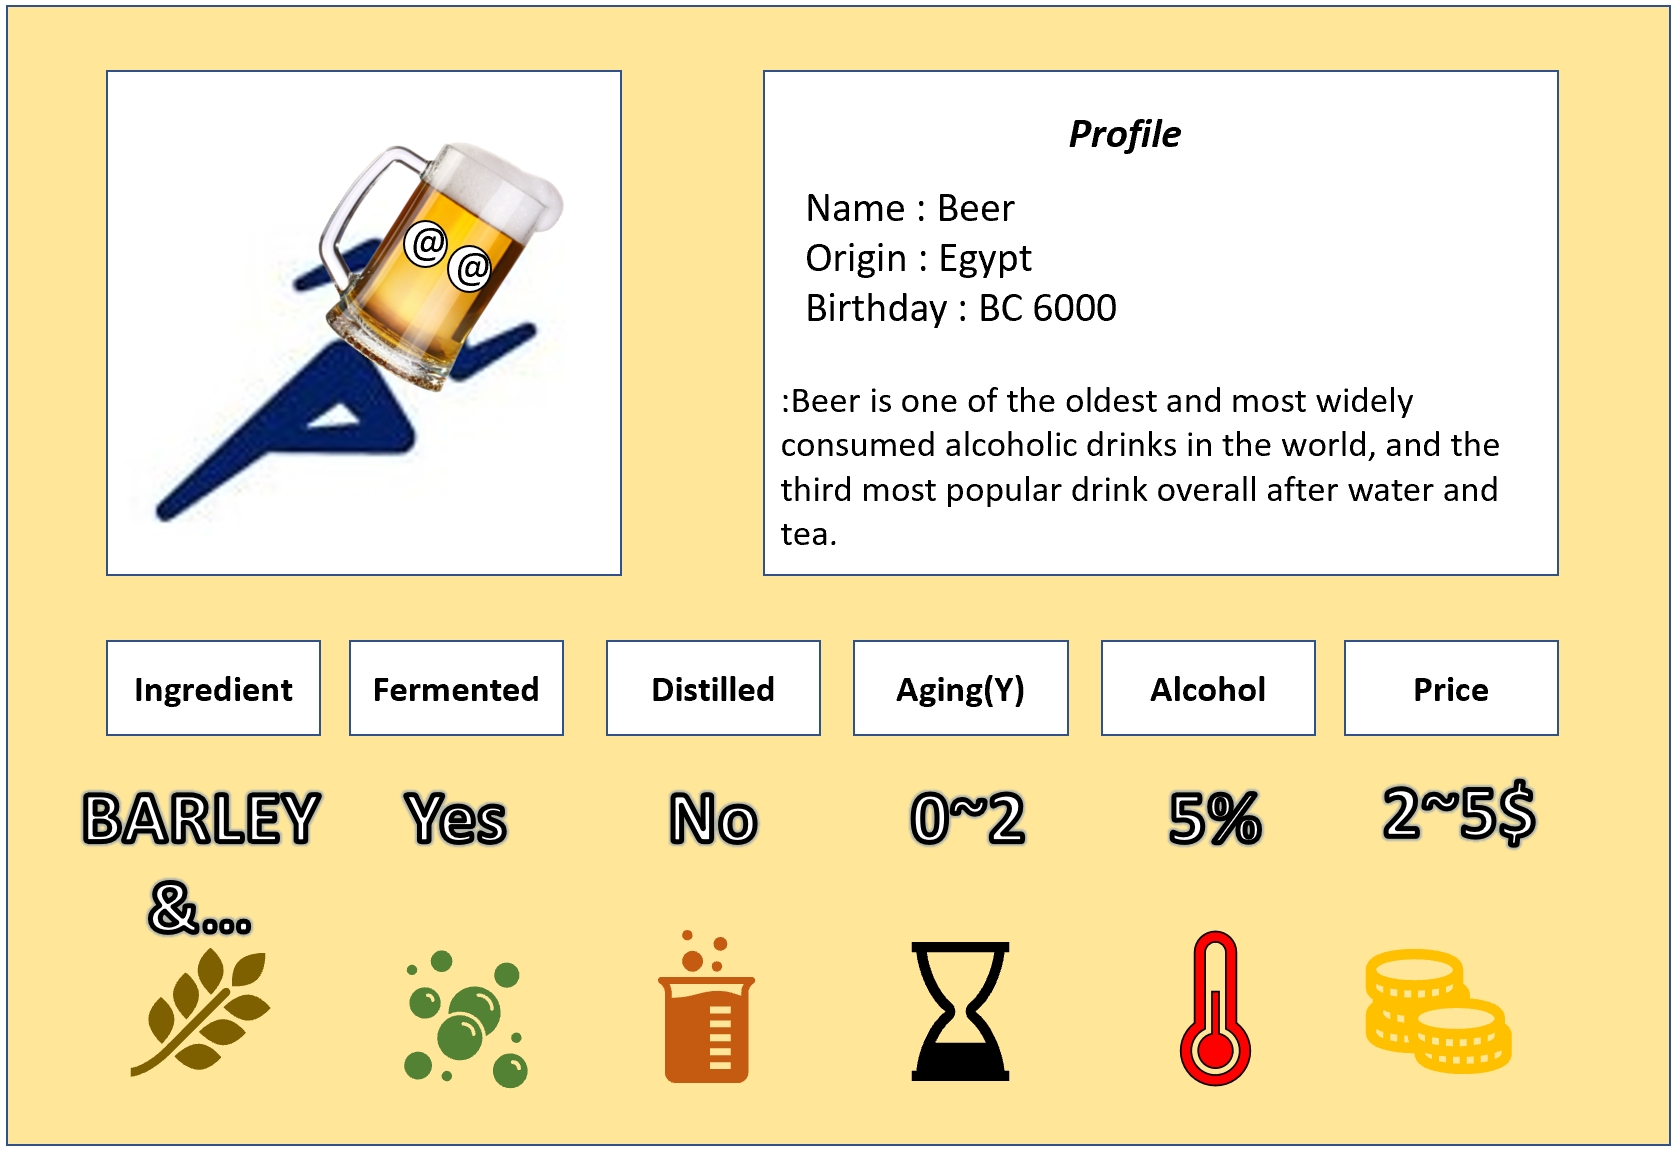 @ @
Profile
Name : Beer
Origin : Egypt
Birthday : BC 6000
:Beer is one of the oldest and most widely
consumed alcoholic drinks in the world, and the
third most popular drink overall after water and
tea.
Ingredient Fermented Distilled Aging(Y) Alcohol Price
BARLEY Yes No 0~2 5% 2~5$
&...